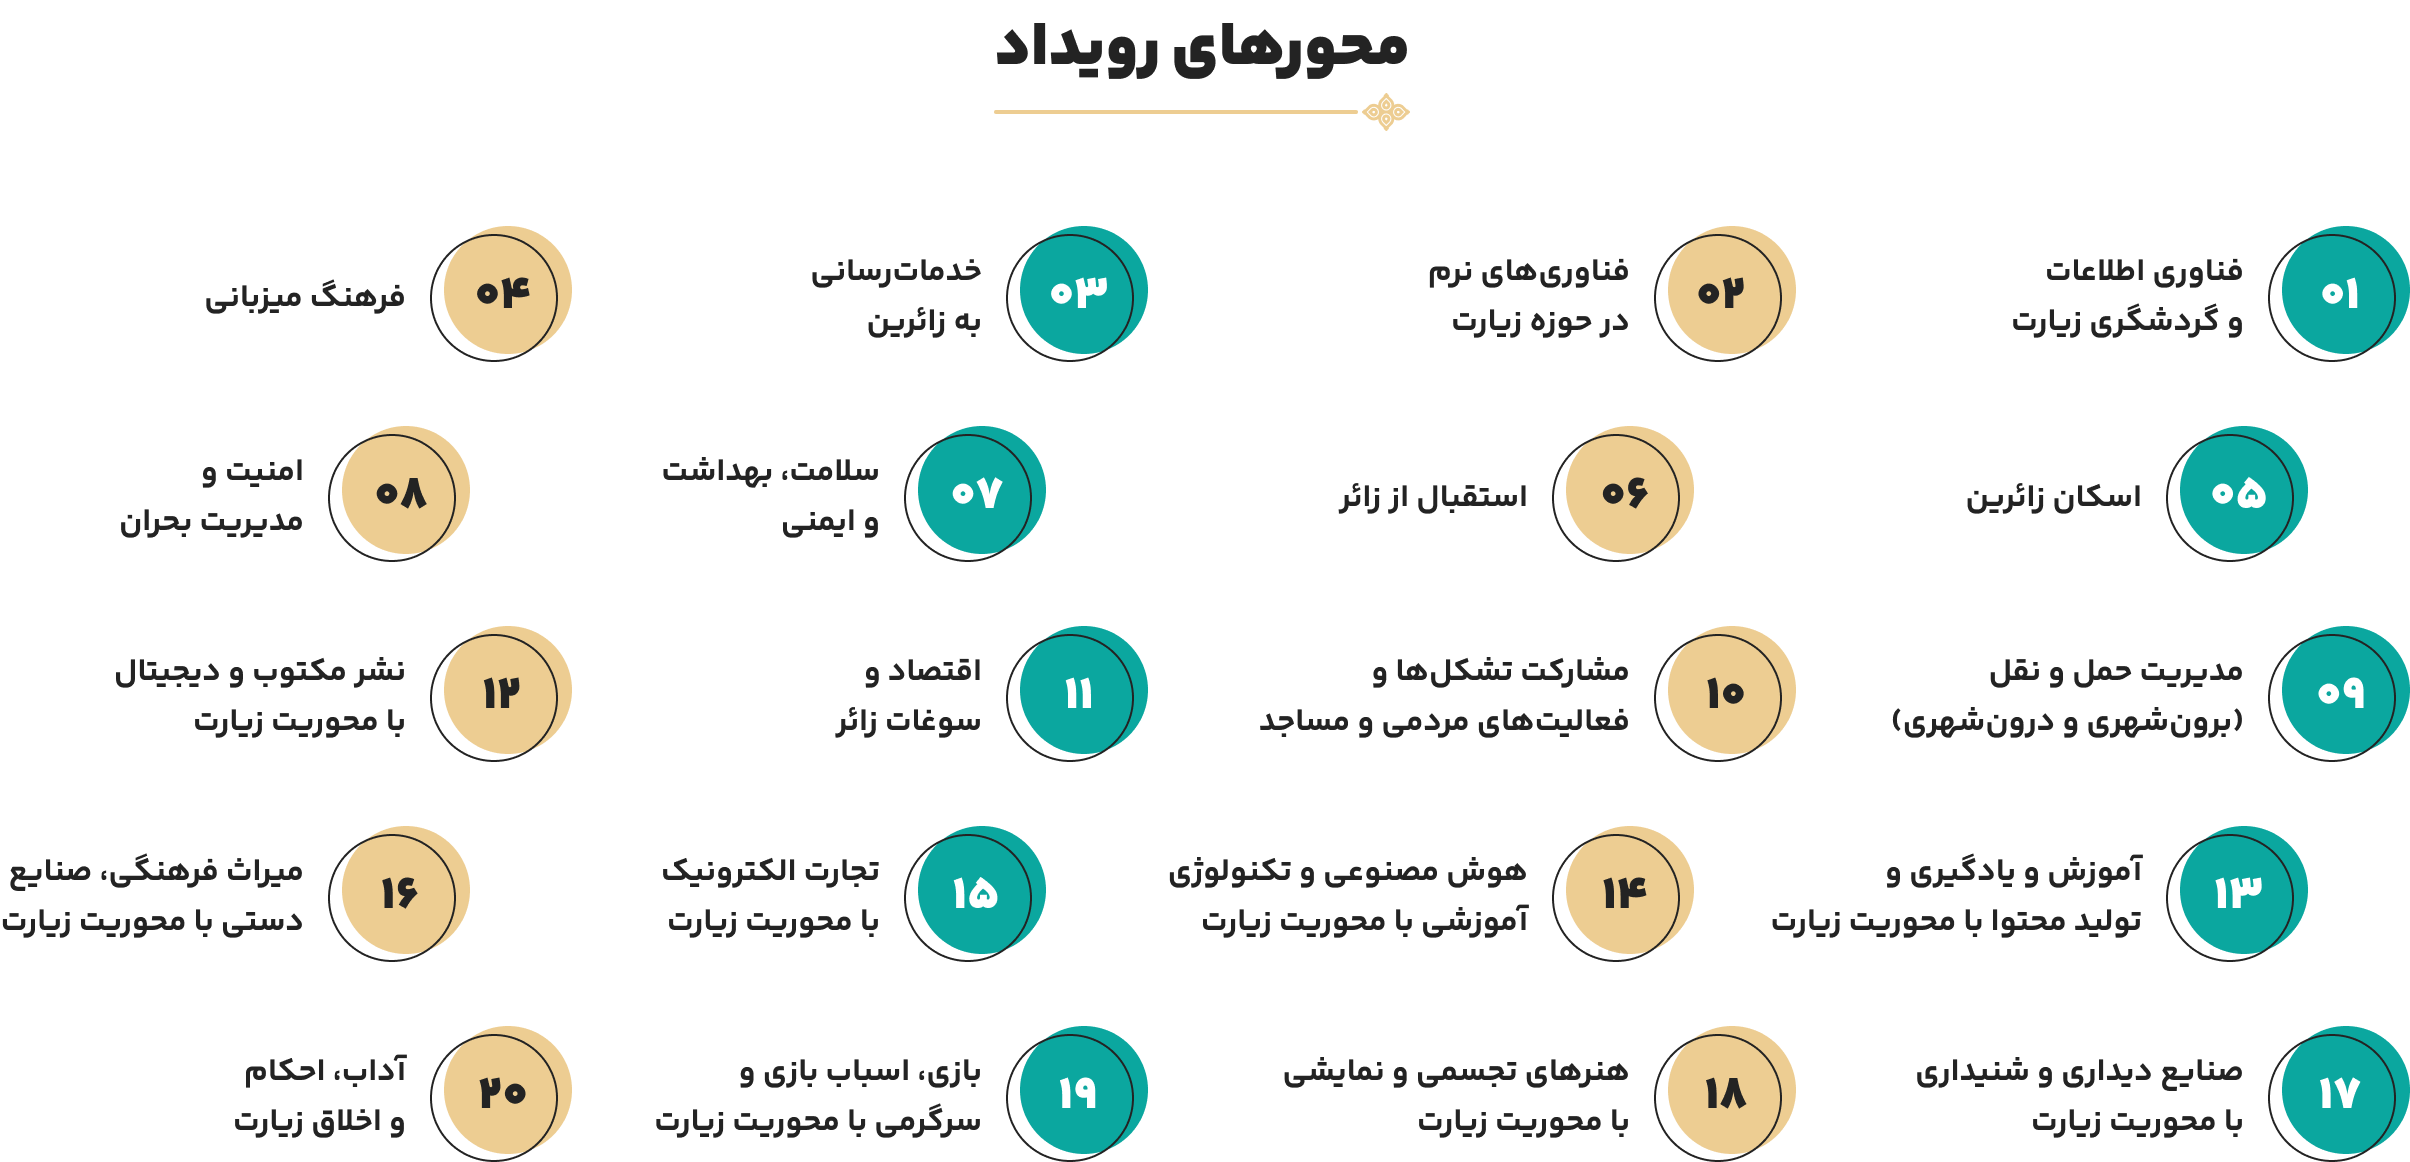 محورهای رویداد
۰۱
فناوری اطلاعات
و گردشگری زیارت
۰۲
فناوری‌های نرم
در حوزه زیارت
۰۳
خدمات‌رسانی
به زائرین
۰۴
فرهنگ میزبانی
۰۵
اسکان زائرین
۰۶
استقبال از زائر
۰۷
سلامت، بهداشت
و ایمنی
۰۸
امنیت و
مدیریت بحران
۰۹
مدیریت حمل و نقل
(برون‌شهری و درون‌شهری)
۱۰
مشارکت تشکل‌ها و
فعالیت‌های مردمی و مساجد
۱۱
اقتصاد و
سوغات زائر
۱۲
نشر مکتوب و دیجیتال
با محوریت زیارت
۱۳
آموزش و یادگیری و
تولید محتوا با محوریت زیارت
۱۴
هوش مصنوعی و تکنولوژی
آموزشی با محوریت زیارت
۱۵
تجارت الکترونیک
با محوریت زیارت
۱۶
میراث فرهنگی، صنایع
دستی با محوریت زیارت
۱۷
صنایع دیداری و شنیداری
با محوریت زیارت
۱۸
هنرهای تجسمی و نمایشی
با محوریت زیارت
۱۹
بازی، اسباب بازی و
سرگرمی با محوریت زیارت
۲۰
آداب، احکام
و اخلاق زیارت